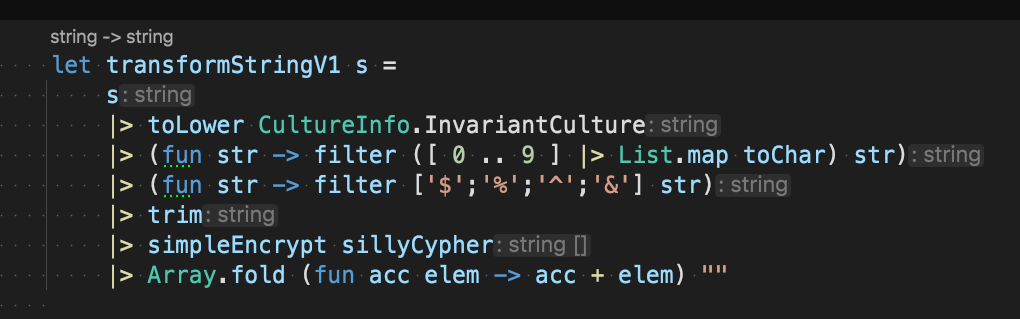 string -> string
let transformStringV1 s =
s: string
|> toLower CultureInfo.InvariantCulture: string
|> (fun str -> filter ([ 0 .. 9 ] |> List.map toChar) str): string
|> (fun str -> filter ['$';'%';'^';'&'] str): string
|> trim: string
|> simpleEncrypt sillyCypher: string []
|> Array.fold (fun acc elem -> acc + elem) ""